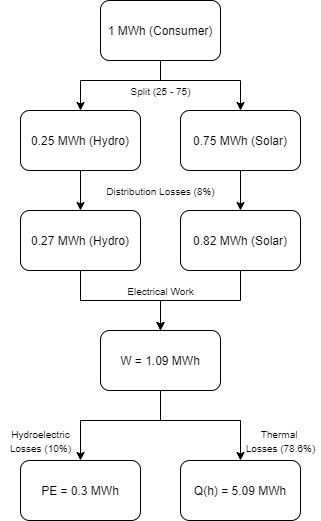 1 MWh (Consumer)
Split (25 - 75)
0.25 MWh (Hydro)
0.75 MWh (Solar)
Distribution Losses (8%)
0.27 MWh (Hydro)
0.82 MWh (Solar)
Electrical Work
W = 1.09 MWh
Hydroelectric
Losses (10%)
Thermal
Losses (78.6%)
PE = 0.3 MWh
Q(h) = 5.09 MWh